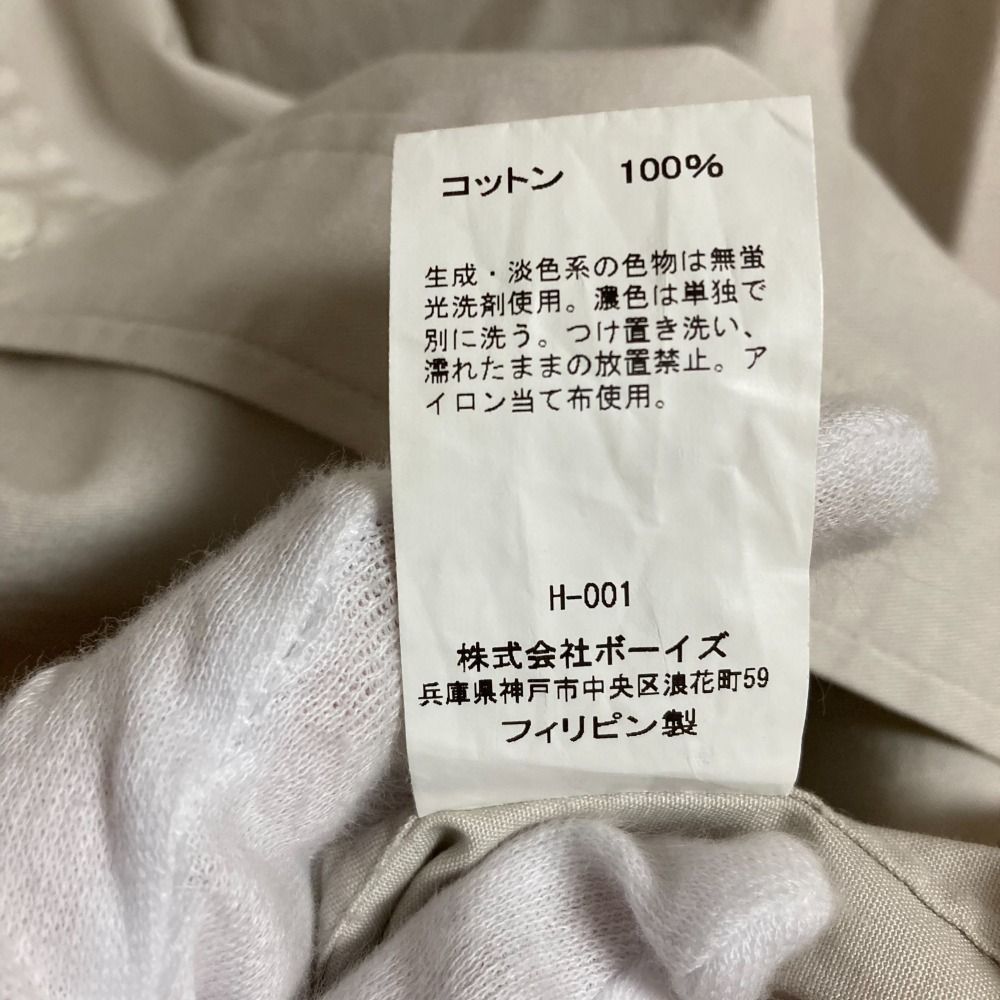 コットン 100%
生成・淡色系の色物は無蛍
光洗剤使用。濃色は単独で
別に洗う。つけ置き洗い、
濡れたままの放置禁止。ア
イロン当て布使用。
H-001
株式会社ボーイズ
兵庫県神戸市中央区浪花町59
フィリピン製